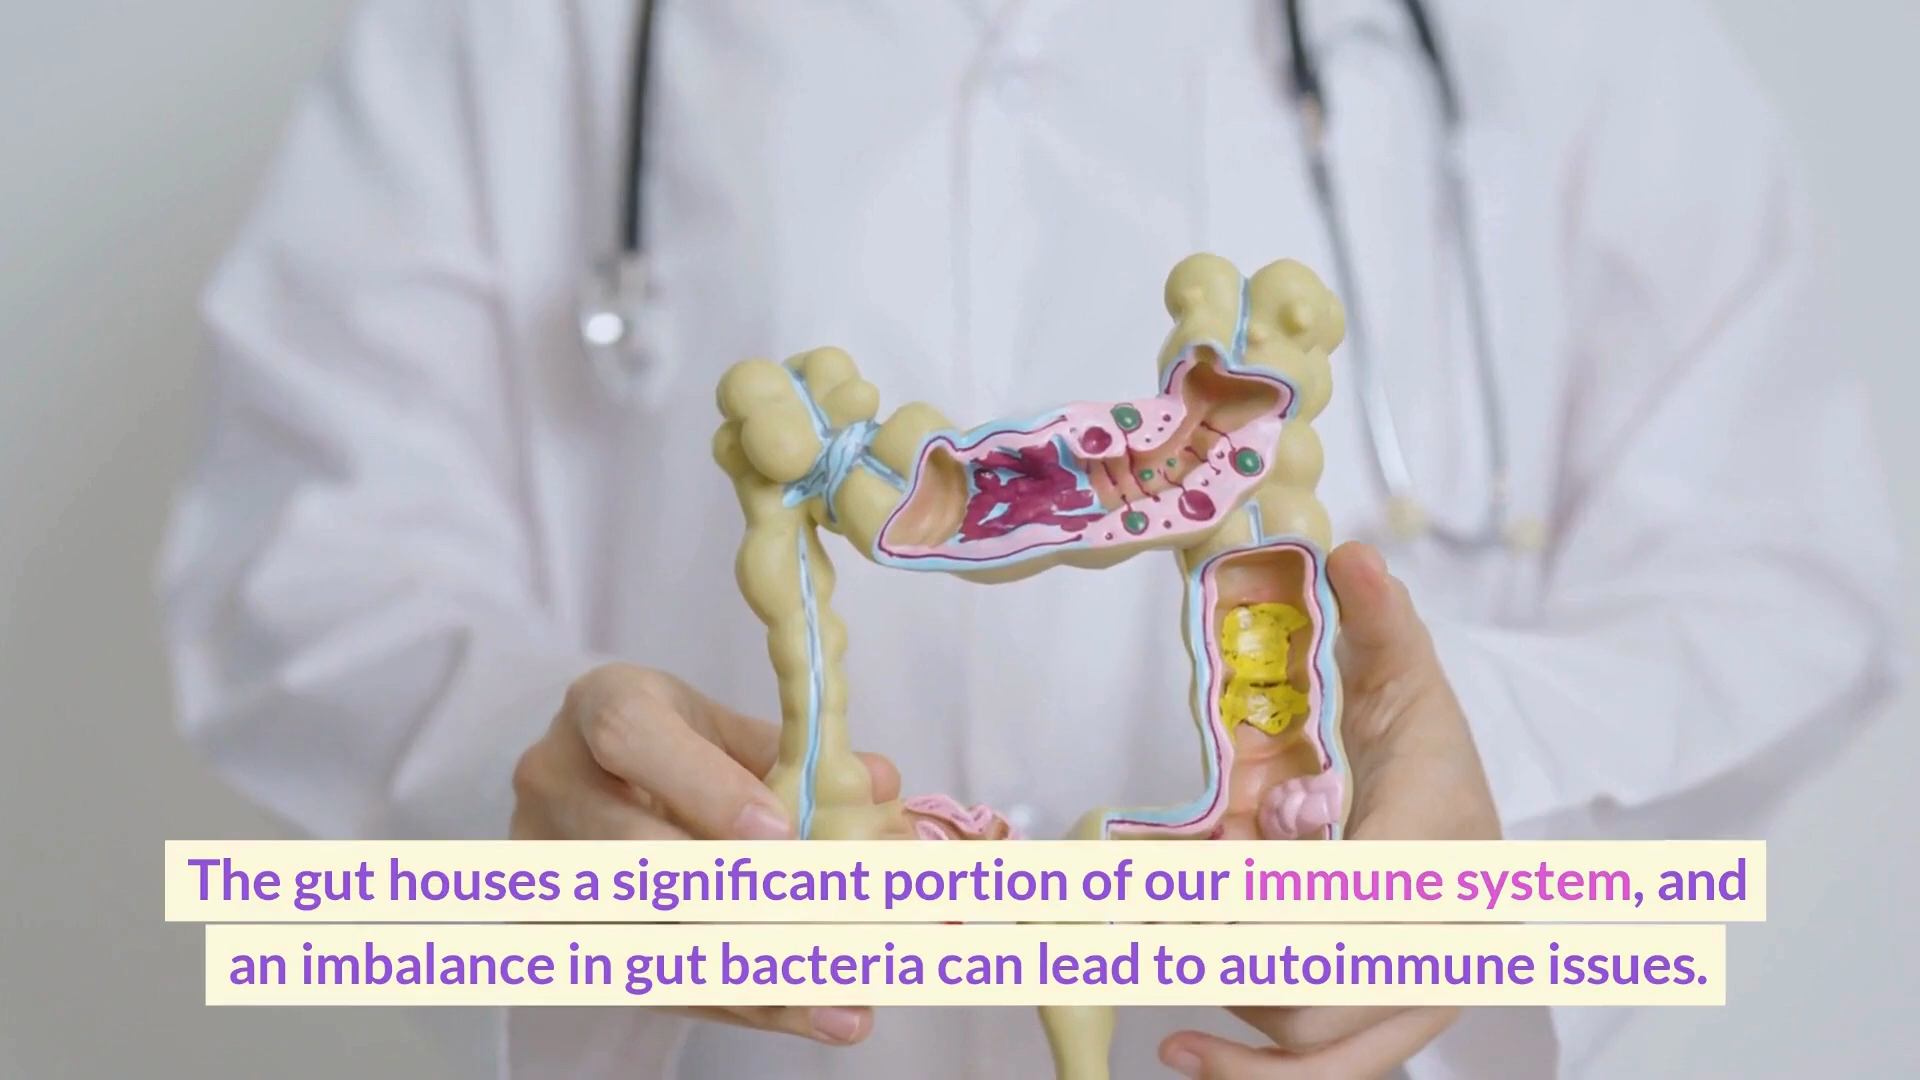 The gut houses a significant portion of our immune system, and
an imbalance in gut bacteria can lead to autoimmune issues.